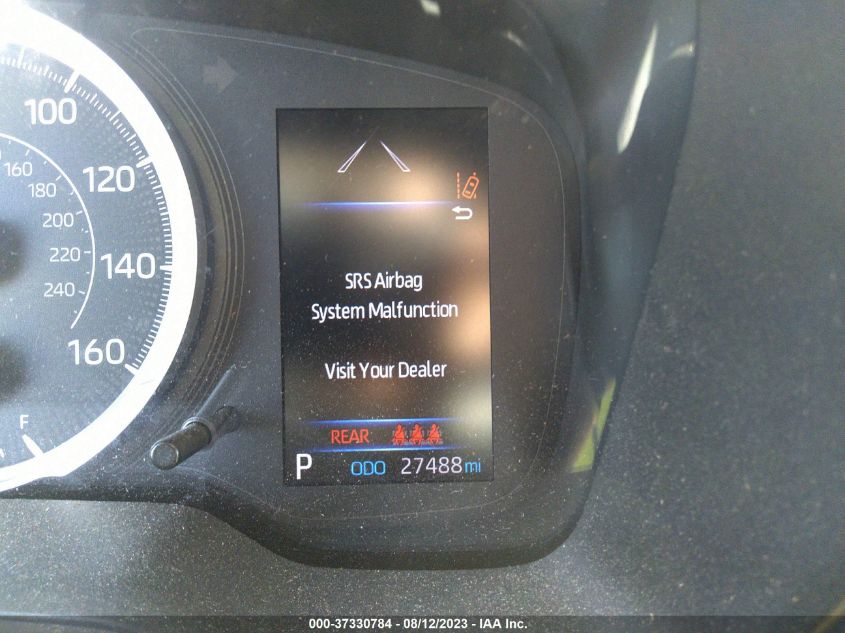 100
120
140
160
160
180
200
220
240
F
SRS Airbag
System Malfunction
Visit Your Dealer
REAR
P ODO 27488 mi
000-37330784 - 08/12/2023 - IAA Inc.